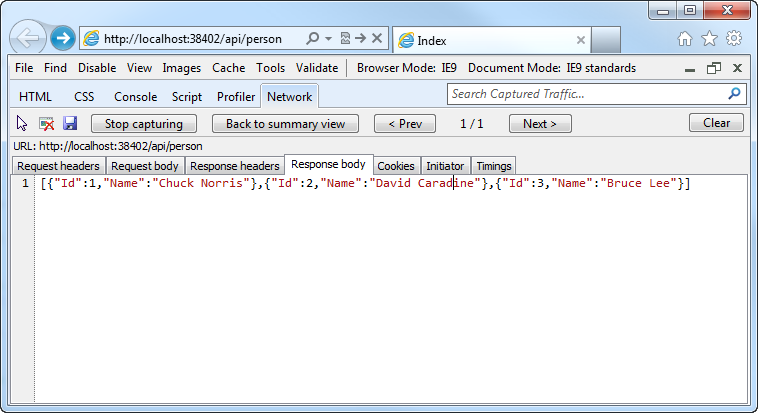 http://localhost:38402/api/person
Index
File Find Disable View Images Cache Tools Validate Browser Mode: IE9 Document Mode: IE9 standards
HTML CSS Console Script Profiler Network Search Captured Traffic...
Stop capturing Back to summary view < Prev 1 / 1 Next > Clear
URL: http://localhost:38402/api/person
Request headers Request body Response headers Response body Cookies Initiator Timings
1 [{"Id":1,"Name":"Chuck Norris"},{"Id":2,"Name":"David Caradine"},{"Id":3,"Name":"Bruce Lee"}]